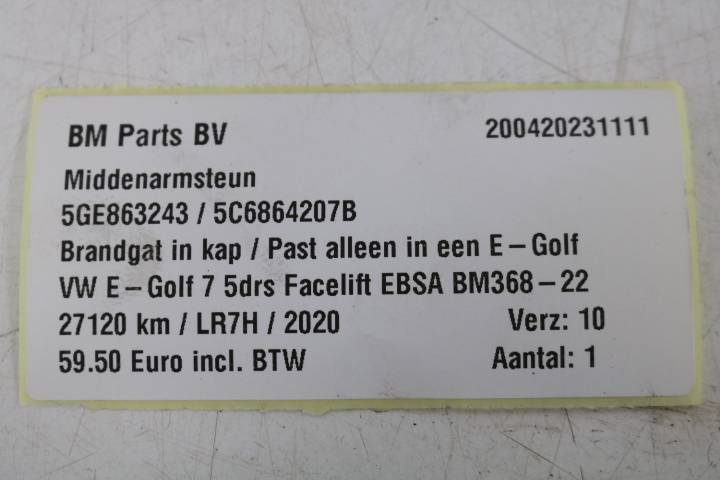 BM Parts BV 200420231111
Middenarmsteun
5GE863243 / 5C6864207B
Brandgat in kap / Past alleen in een E-Golf
VW E-Golf 7 5drs Facelift EBSA BM368-22
27120 km / LR7H / 2020 Verz: 10
59.50 Euro incl. BTW Aantal: 1